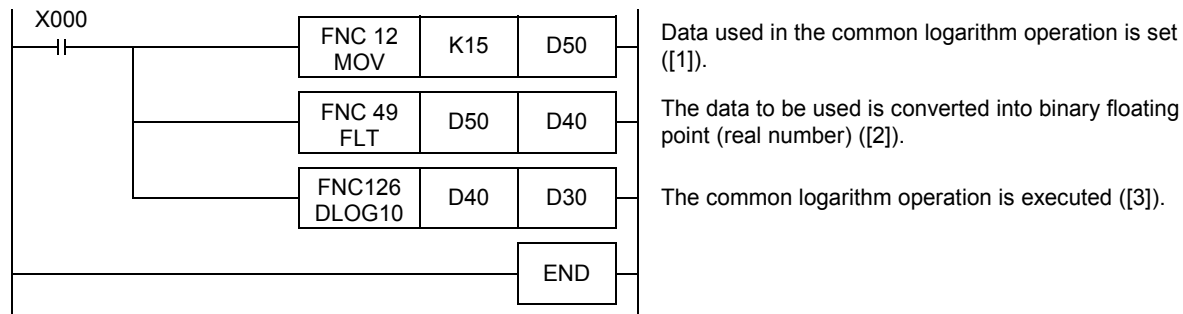 X000
FNC 12
MOV
K15
D50
Data used in the common logarithm operation is set
([1]).
FNC 49
FLT
D50
D40
The data to be used is converted into binary floating
point (real number) ([2]).
FNC126
DLOG10
D40
D30
The common logarithm operation is executed ([3]).
END